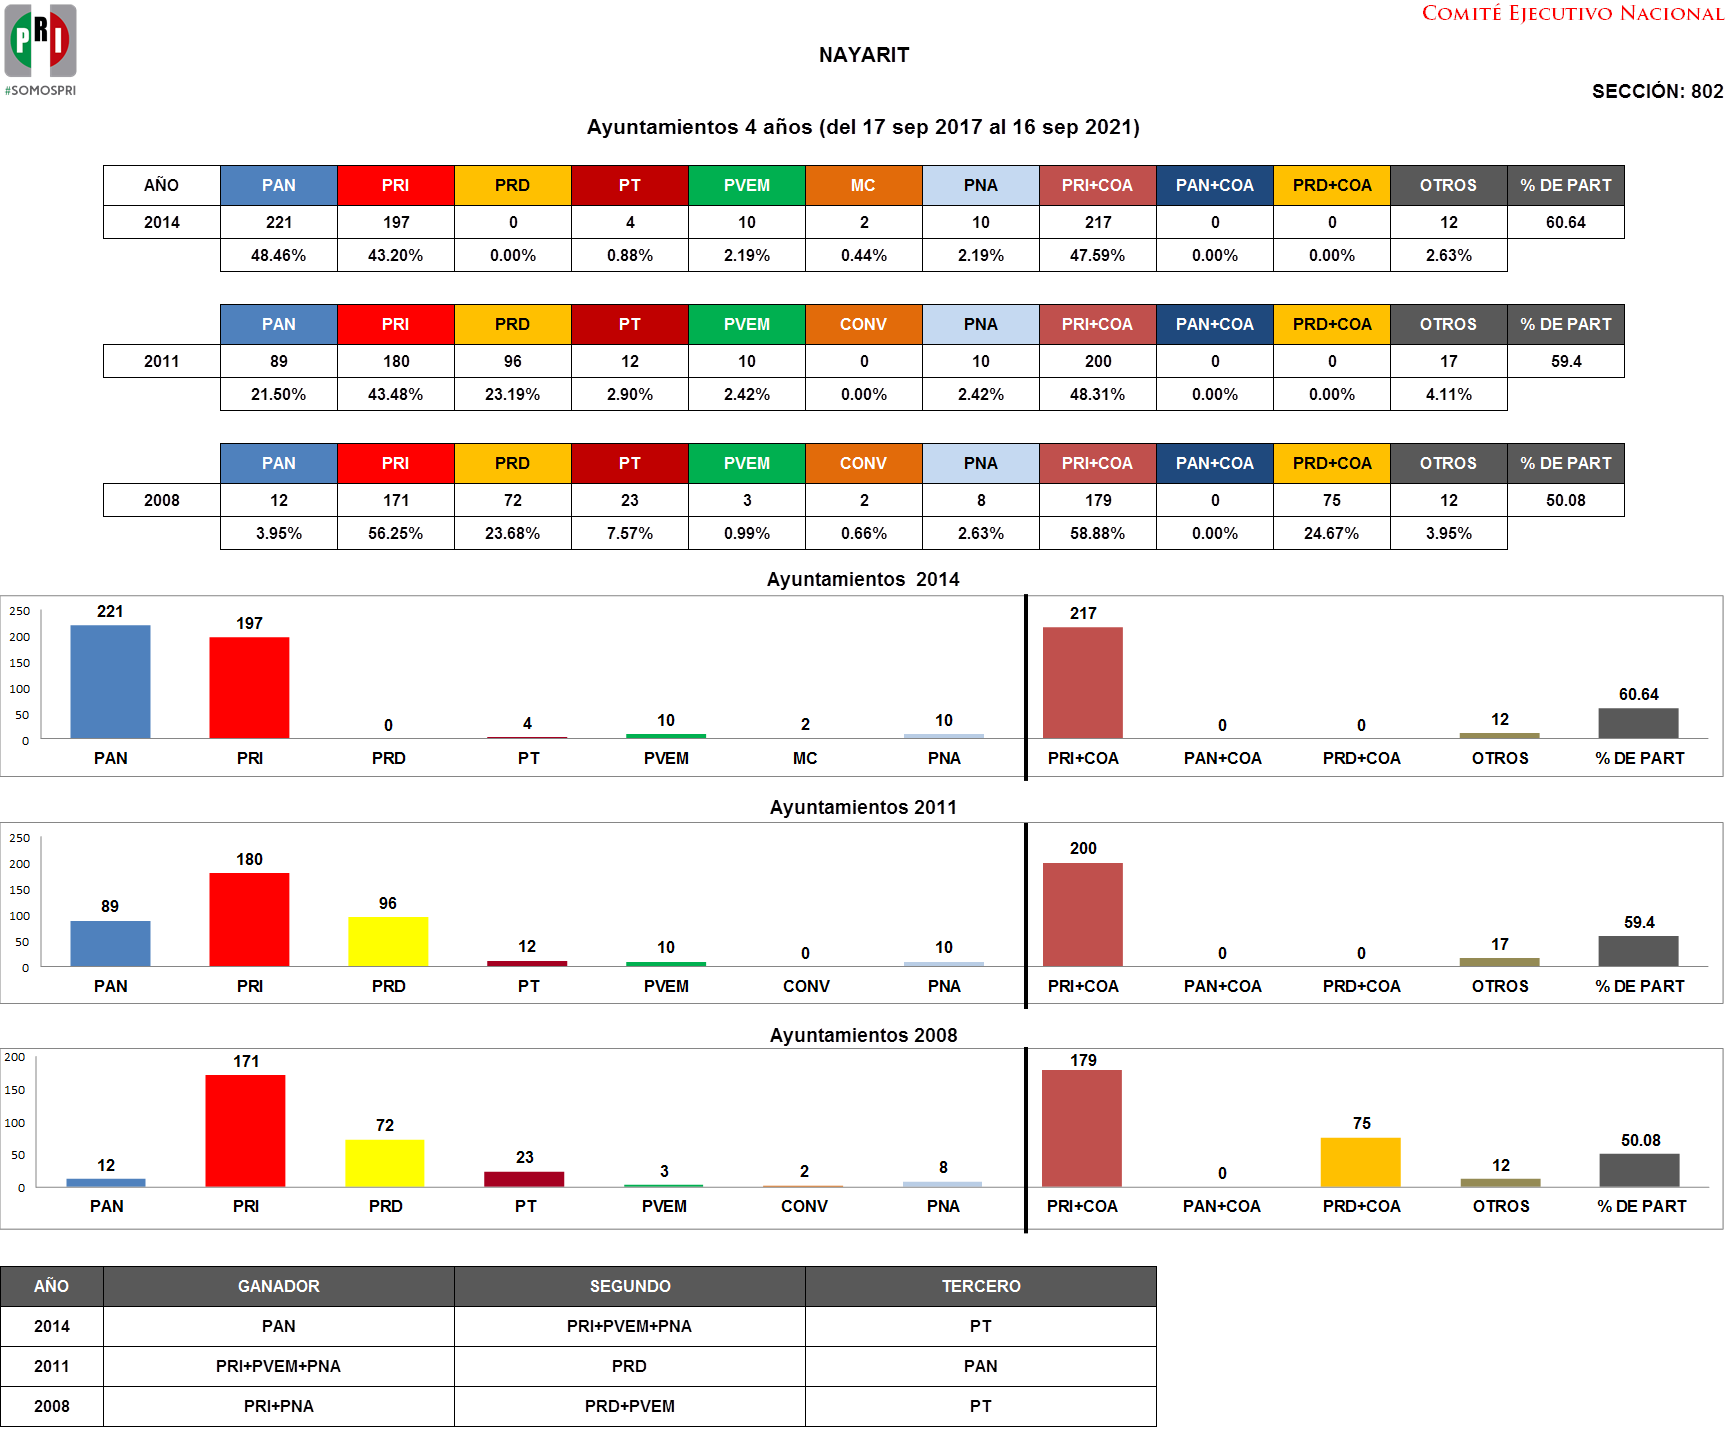 COMITÉ EJECUTIVO NACIONAL
PRI
#SOMOSPRI
NAYARIT
SECCIÓN: 802
Ayuntamientos 4 años (del 17 sep 2017 al 16 sep 2021)
AÑO PAN PRI PRD PT PVEM MC PNA PRI+COA PAN+COA PRD+COA OTROS % DE PART
2014 221 197 0 4 10 2 10 217 0 0 12 60.64
48.46% 43.20% 0.00% 0.88% 2.19% 0.44% 2.19% 47.59% 0.00% 0.00% 2.63%
PAN PRI PRD PT PVEM CONV PNA PRI+COA PAN+COA PRD+COA OTROS % DE PART
2011 89 180 96 12 10 0 10 200 0 0 17 59.4
21.50% 43.48% 23.19% 2.90% 2.42% 0.00% 2.42% 48.31% 0.00% 0.00% 4.11%
PAN PRI PRD PT PVEM CONV PNA PRI+COA PAN+COA PRD+COA OTROS % DE PART
2008 12 171 72 23 3 2 8 179 0 75 12 50.08
3.95% 56.25% 23.68% 7.57% 0.99% 0.66% 2.63% 58.88% 0.00% 24.67% 3.95%
Ayuntamientos 2014
250
200
150
100
50
0
221 197 0 4 10 2 10 217 0 0 12 60.64
PAN PRI PRD PT PVEM MC PNA PRI+COA PAN+COA PRD+COA OTROS % DE PART
Ayuntamientos 2011
250
200
150
100
50
0
89 180 96 12 10 0 10 200 0 0 17 59.4
PAN PRI PRD PT PVEM CONV PNA PRI+COA PAN+COA PRD+COA OTROS % DE PART
Ayuntamientos 2008
200
150
100
50
0
12 171 72 23 3 2 8 179 0 75 12 50.08
PAN PRI PRD PT PVEM CONV PNA PRI+COA PAN+COA PRD+COA OTROS % DE PART
AÑO GANADOR SEGUNDO TERCERO
2014 PAN PRI+PVEM+PNA PT
2011 PRI+PVEM+PNA PRD PAN
2008 PRI+PNA PRD+PVEM PT